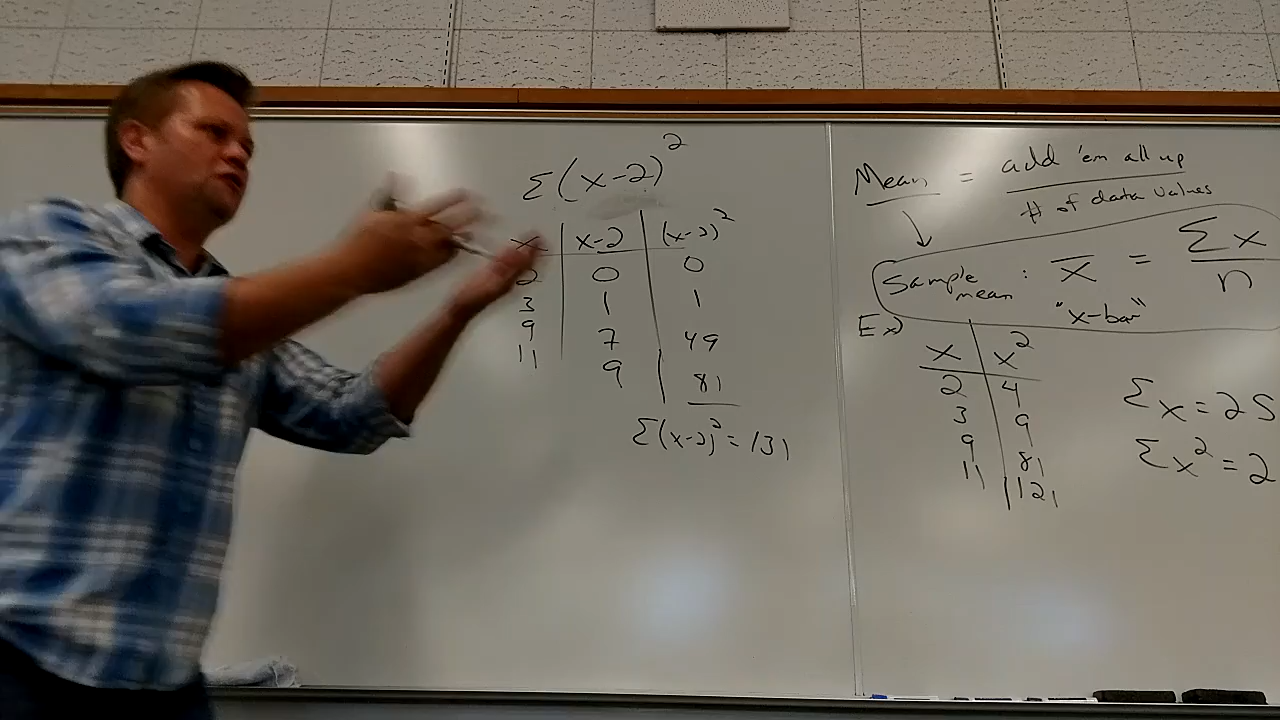 Σ(x-2)²
x | x-2 | (x-2)²
2 | 0 | 0
3 | 1 | 1
9 | 7 | 49
11 | 9 | 81
Σ(x-2)² = 131
Mean = add 'em all up
# of data values
Sample mean : x̄ = Σx / n
"x-bar"
Ex)
x | x²
2 | 4
3 | 9
9 | 81
11 | 121
Σx = 25
Σx² = 2